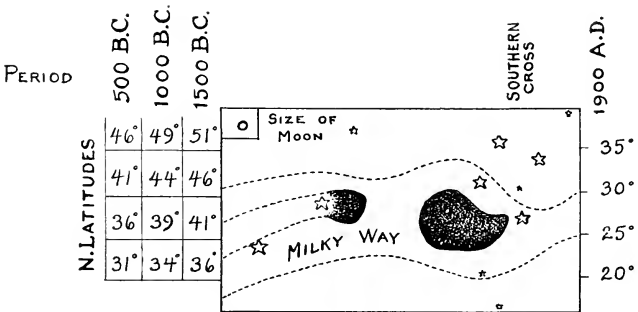 PERIOD
500 B.C.
1000 B.C.
1500 B.C.
SOUTHERN
CROSS
1900 A.D.
N. LATITUDES
46° 49° 51°
41° 44° 46°
36° 39° 41°
31° 34° 36°
SIZE OF
MOON
MILKY WAY
35°
30°
25°
20°